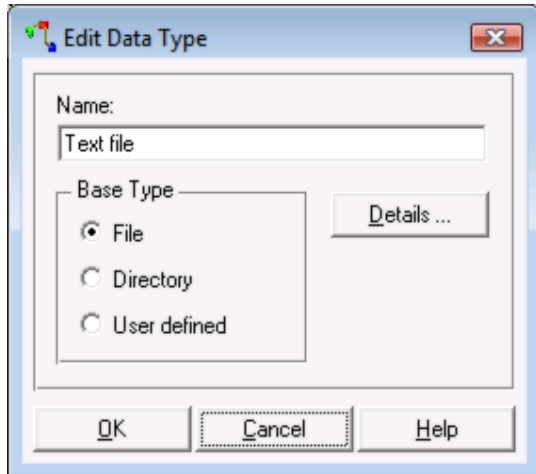 Edit Data Type
Name:
Text file
Base Type
Details ...
File
Directory
User defined
OK
Cancel
Help